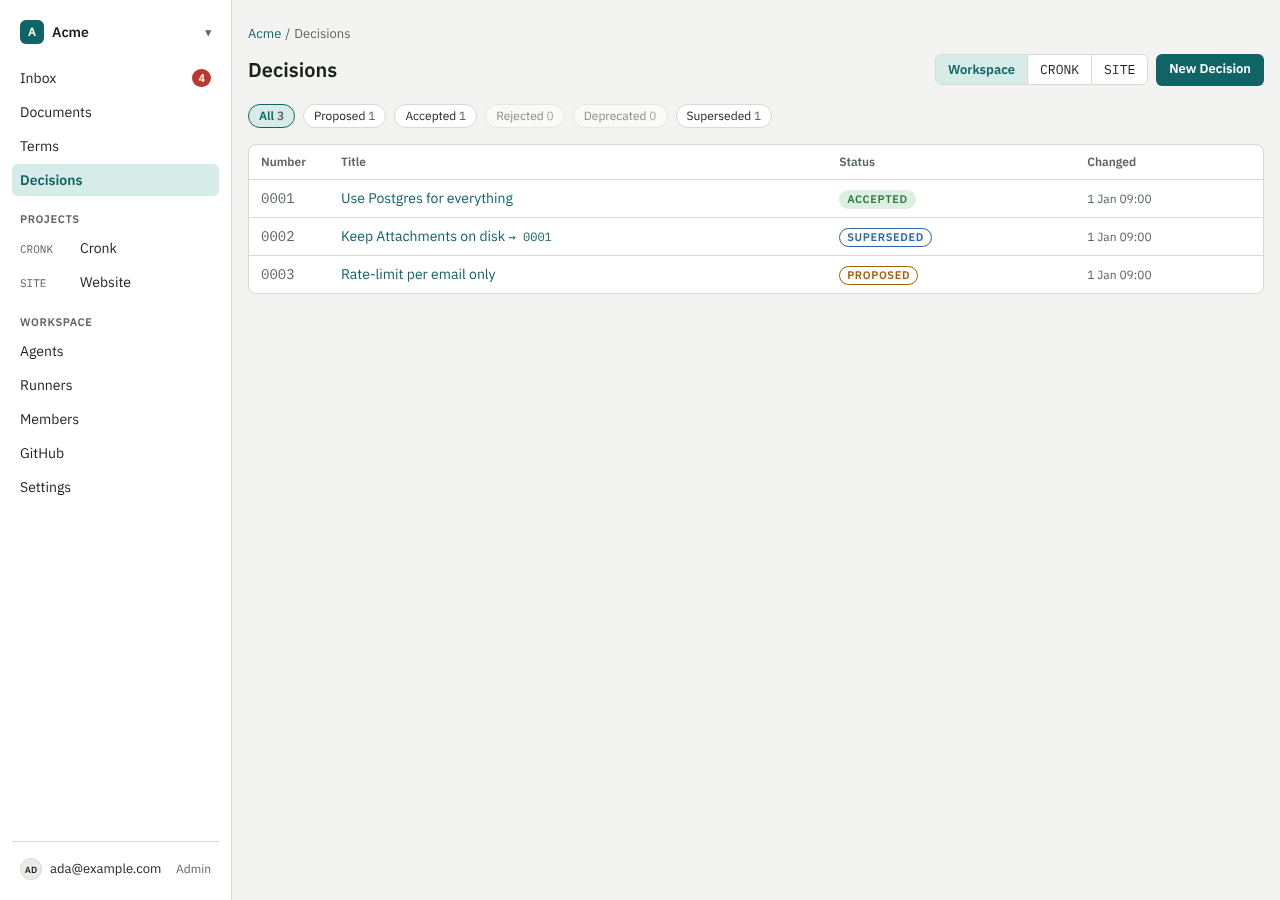 A Acme ▾
Inbox 4
Documents
Terms
Decisions
PROJECTS
CRONK Cronk
SITE Website
WORKSPACE
Agents
Runners
Members
GitHub
Settings
AD ada@example.com Admin
Acme / Decisions
Decisions
Workspace CRONK SITE New Decision
All 3 Proposed 1 Accepted 1 Rejected 0 Deprecated 0 Superseded 1
Number Title Status Changed
0001 Use Postgres for everything ACCEPTED 1 Jan 09:00
0002 Keep Attachments on disk → 0001 SUPERSEDED 1 Jan 09:00
0003 Rate-limit per email only PROPOSED 1 Jan 09:00